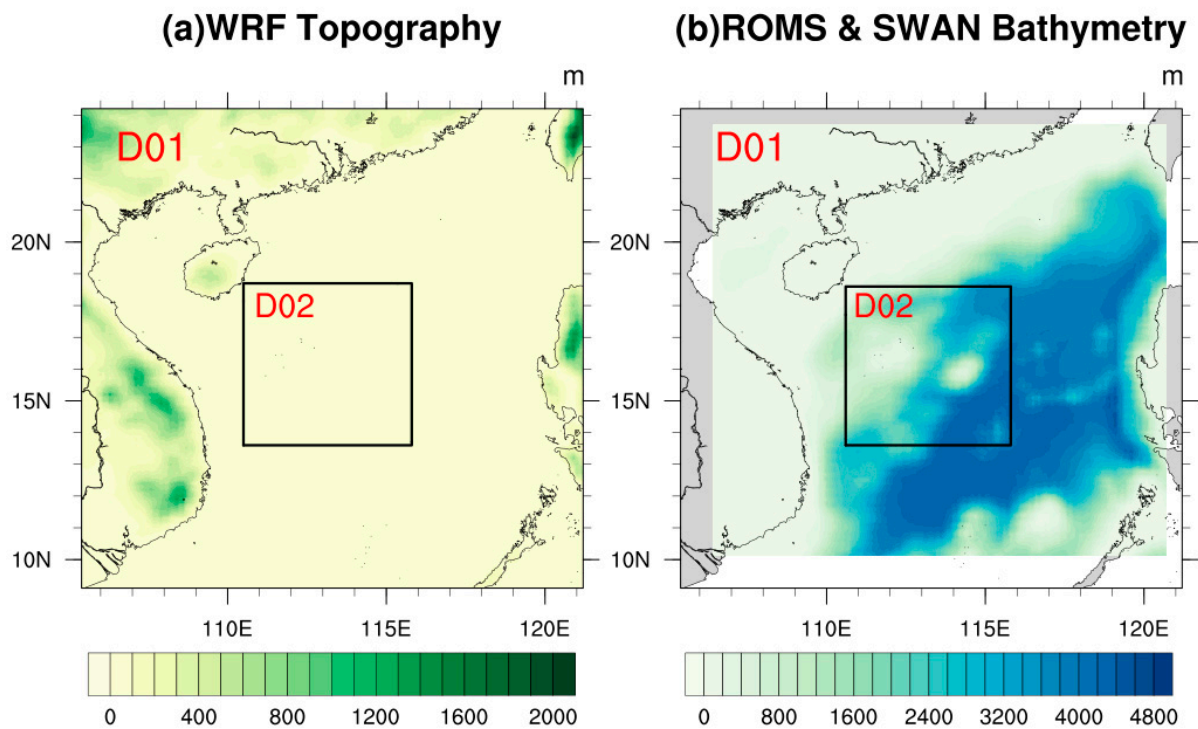 (a)WRF Topography
(b)ROMS & SWAN Bathymetry
m
m
D01
D01
20N
20N
D02
D02
15N
15N
10N
10N
110E 115E 120E
110E 115E 120E
0 400 800 1200 1600 2000
0 800 1600 2400 3200 4000 4800